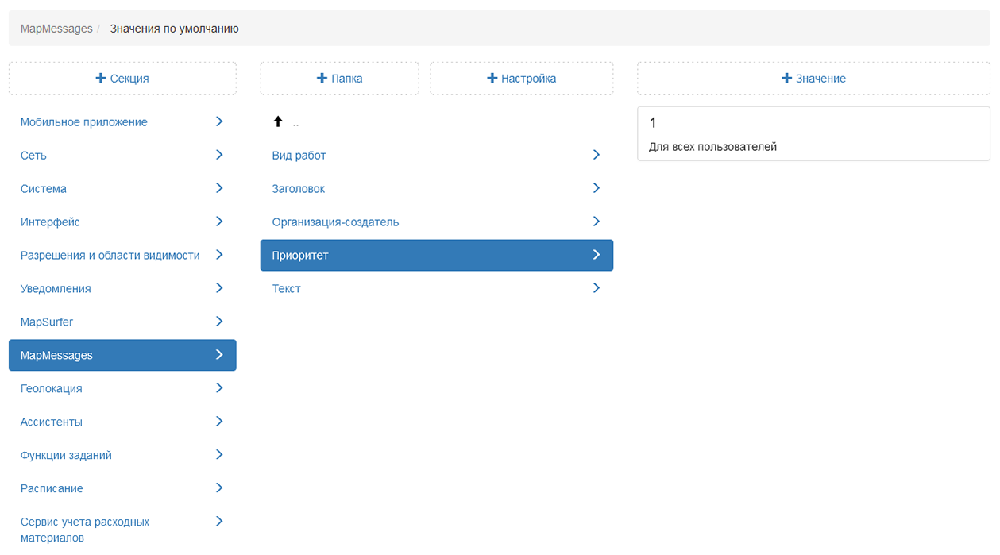 MapMessages / Значения по умолчанию
Секция
Папка
Настройка
Значение
Мобильное приложение
Сеть
Система
Интерфейс
Разрешения и области видимости
Уведомления
MapSurfer
MapMessages
Геолокация
Ассистенты
Функции заданий
Расписание
Сервис учета расходных
материалов
..
Вид работ
Заголовок
Организация-создатель
Приоритет
Текст
1
Для всех пользователей